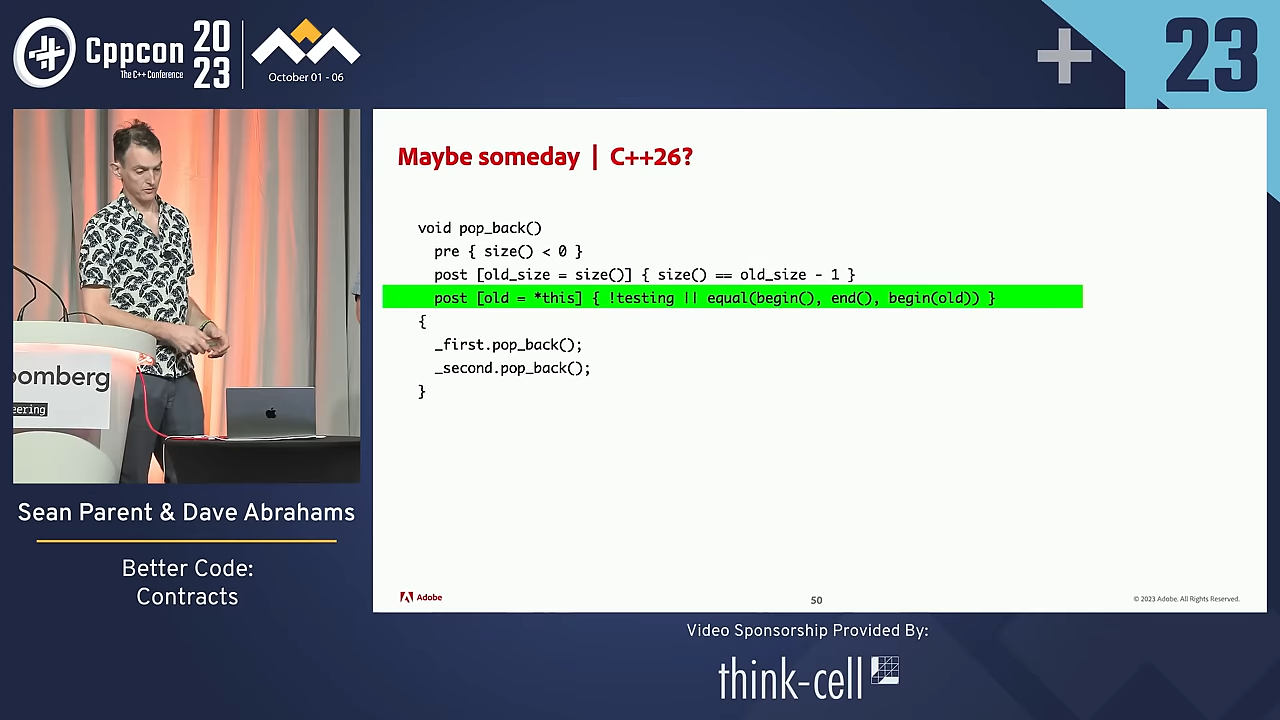 Cppcon
The C++ Conference
20
23
October 01 - 06
23
Maybe someday | C++26?
void pop_back()
pre { size() < 0 }
post [old_size = size()] { size() == old_size - 1 }
post [old = *this] { !testing || equal(begin(), end(), begin(old)) }
{
_first.pop_back();
_second.pop_back();
}
oomberg
eering
Sean Parent & Dave Abrahams
Better Code:
Contracts
Adobe
50
© 2023 Adobe. All Rights Reserved.
Video Sponsorship Provided By:
think-cell